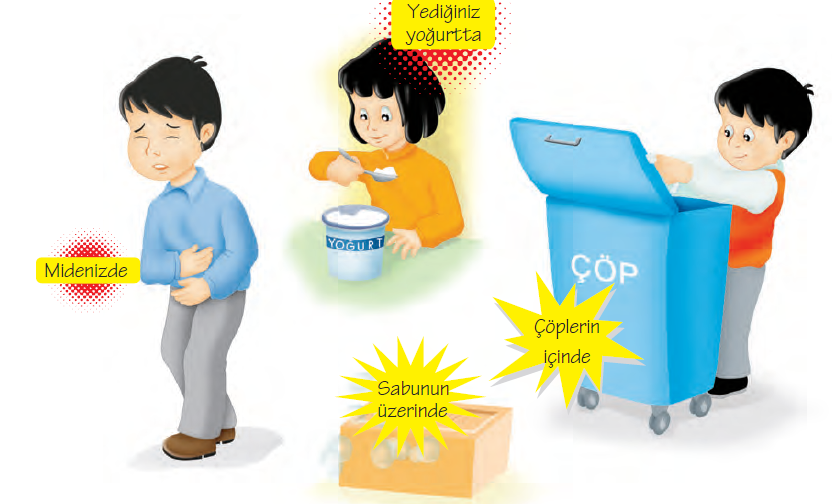 Yediğiniz
yoğurtta
YOĞURT
Midenizde
ÇÖP
Çöplerin
içinde
Sabunun
üzerinde